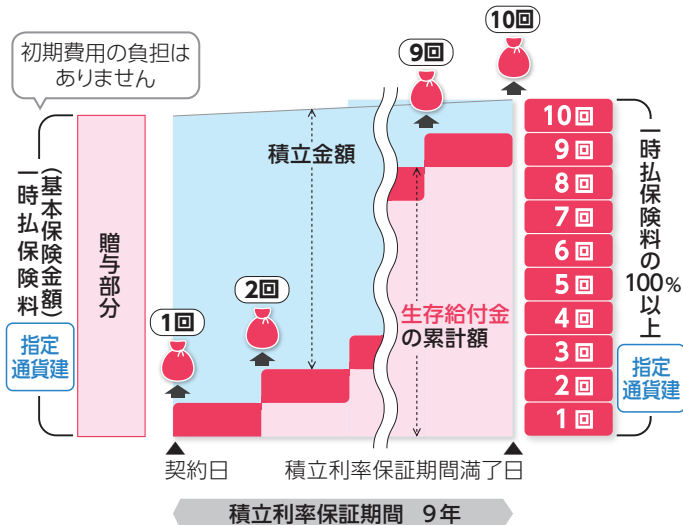 初期費用の負担は
ありません
一時払保険料
(基本保険金額)
指定
通貨建
贈与部分
1回
2回
9回
10回
積立金額
生存給付金
の累計額
10回
9回
8回
7回
6回
5回
4回
3回
2回
1回
一時払保険料の
100%
以上
指定
通貨建
契約日
積立利率保証期間満了日
積立利率保証期間 9年